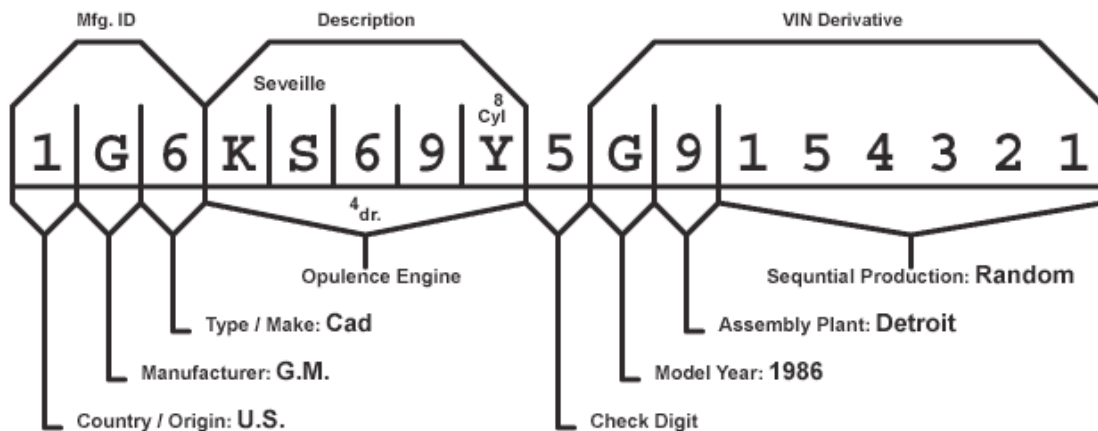 Mfg. ID Description VIN Derivative
Seveille
8
Cyl
1 G 6 K S 6 9 Y 5 G 9 1 5 4 3 2 1
4 dr.
Opulence Engine Sequntial Production: Random
Type / Make: Cad Assembly Plant: Detroit
Manufacturer: G.M. Model Year: 1986
Country / Origin: U.S. Check Digit